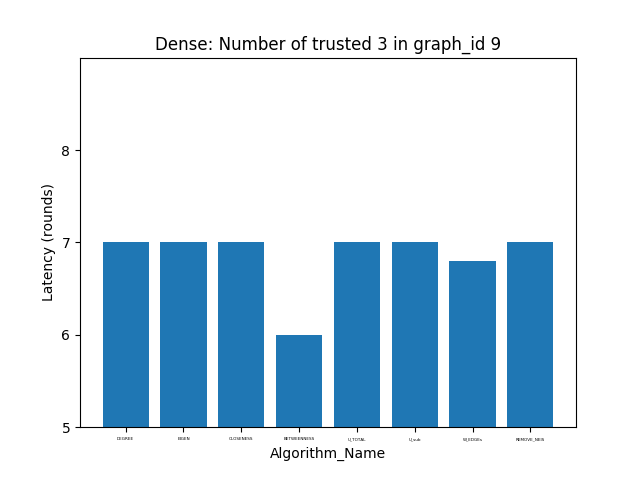 Dense: Number of trusted 3 in graph_id 9
Latency (rounds)
8
7
6
5
DEGREE EIGEN CLOSENESS BETWEENNESS U_TOTAL U_sub W_EDGEs REMOVE_NEIS
Algorithm_Name